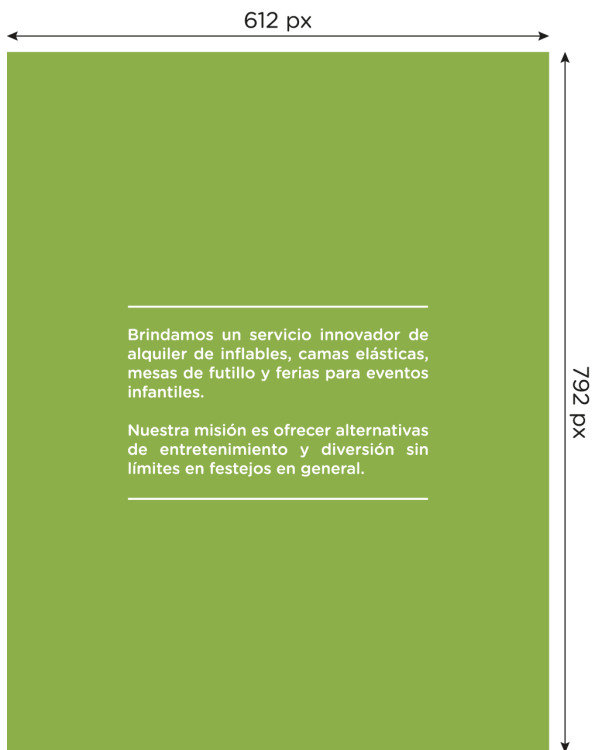 612 px
Brindamos un servicio innovador de
alquiler de inflables, camas elásticas,
mesas de futillo y ferias para eventos
infantiles.
Nuestra misión es ofrecer alternativas
de entretenimiento y diversión sin
límites en festejos en general.
792 px